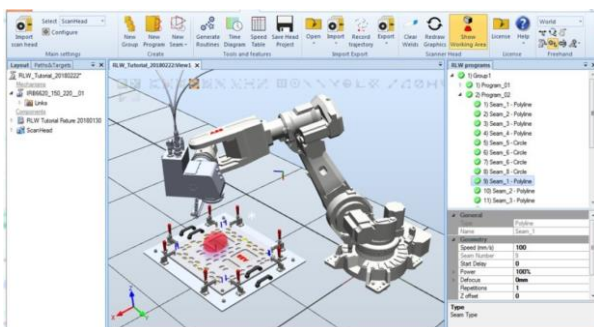 Import scan head
Select ScanHead
Configure
Main settings
New Group
New Program
New Seam
Create
Generate Routines
Time Diagram
Speed Table
Save Head Project
Tools and features
Open
Import
Record trajectory
Export
Import Export
Clear Welds
Redraw Graphics
Show Working Area
Scanner Head
License
Help
License
World
Freehand
Layout
Paths&Targets
RLW_Tutorial_20180222:View1
RLW programs
RLW_Tutorial_20180222*
Mechanisms
IRB6620_150_220__01
Links
Components
RLW Tutorial Fixture 20180130
ScanHead
1) Group1
1) Program_01
2) Program_02
1) Seam_1 - Polyline
2) Seam_2 - Polyline
3) Seam_3 - Polyline
4) Seam_4 - Polyline
5) Seam_5 - Circle
6) Seam_6 - Circle
7) Seam_6 - Circle
8) Seam_8 - Circle
9) Seam_1 - Polyline
10) Seam_2 - Polyline
11) Seam_3 - Polyline
General
Type Polyline
Name Seam_1
Geometry
Speed (mm/s) 100
Seam Number 9
Start Delay 0
Power 100%
Defocus 0mm
Repetitions 1
Z offset 0
Type
Seam Type